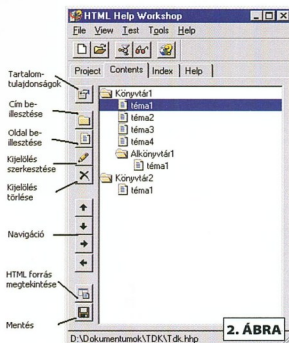 HTML Help Workshop
File View Test Tools Help
Project Contents Index Help
Tartalom-
tulajdonságok
Cím be-
illesztése
Oldal be-
illesztése
Kijelölés
szerkesztése
Kijelölés
törlése
Navigáció
HTML forrás
megtekintése
Mentés
Könyvtár1
téma1
téma2
téma3
téma4
Alkönyvtár1
téma1
Könyvtár2
téma1
2. ÁBRA
D:\Dokumentumok\TDK\Tdk.hhp